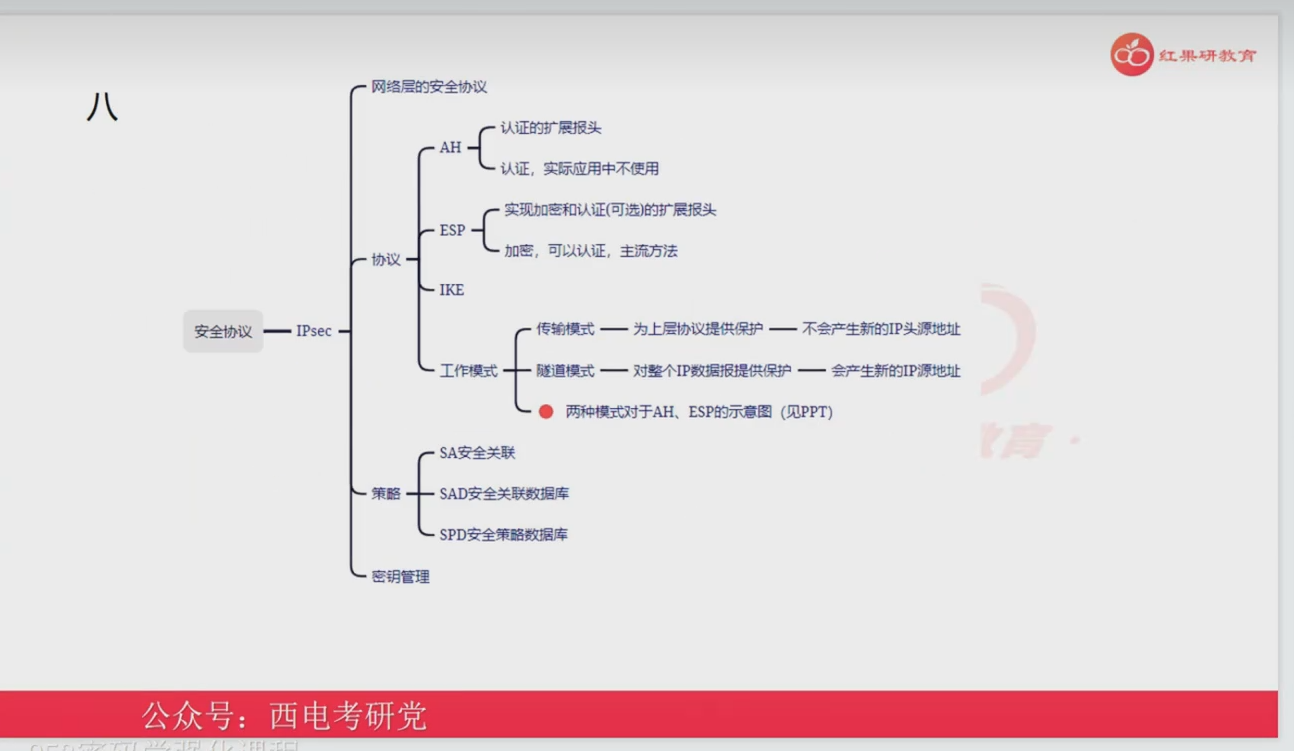 红果研教育
八
网络层的安全协议
认证的扩展报头
AH
认证，实际应用中不使用
实现加密和认证(可选)的扩展报头
ESP
加密，可以认证，主流方法
协议
IKE
安全协议
IPsec
传输模式
为上层协议提供保护
不会产生新的IP头源地址
工作模式
隧道模式
对整个IP数据报提供保护
会产生新的IP源地址
两种模式对于AH、ESP的示意图（见PPT）
教育
SA安全关联
策略
SAD安全关联数据库
SPD安全策略数据库
密钥管理
公众号：西电考研党